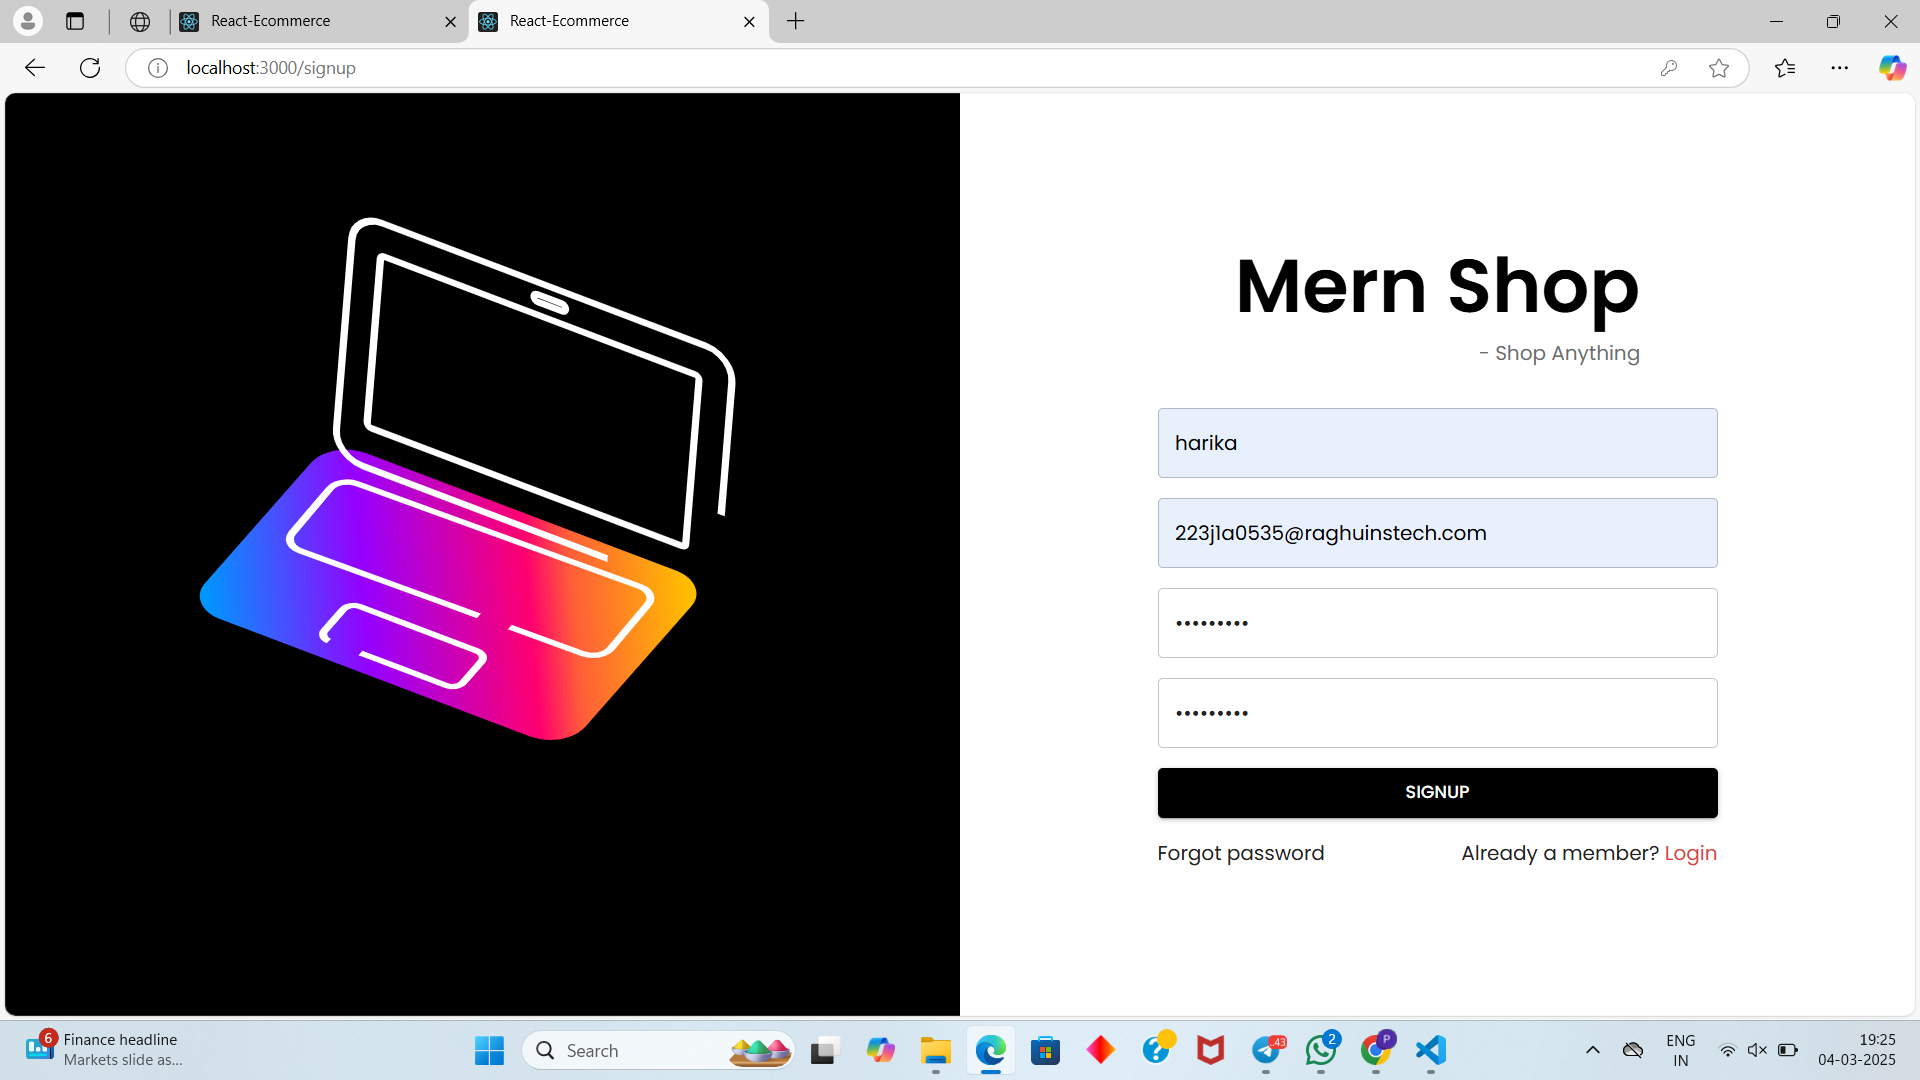 React-Ecommerce
React-Ecommerce
localhost:3000/signup
Mern Shop
- Shop Anything
harika
223j1a0535@raghuinstech.com
•••••••••
•••••••••
SIGNUP
Forgot password
Already a member? Login
6
Finance headline
Markets slide as...
Search
..43
2
P
ENG
IN
19:25
04-03-2025